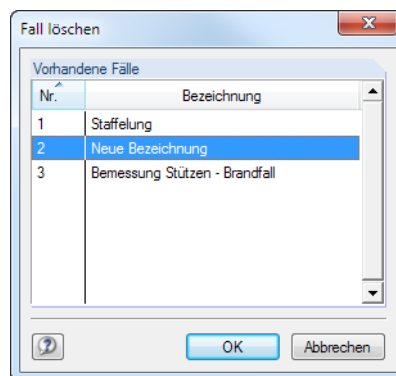 Fall löschen
Vorhandene Fälle
Nr. Bezeichnung
1 Staffelung
2 Neue Bezeichnung
3 Bemessung Stützen - Brandfall
OK Abbrechen